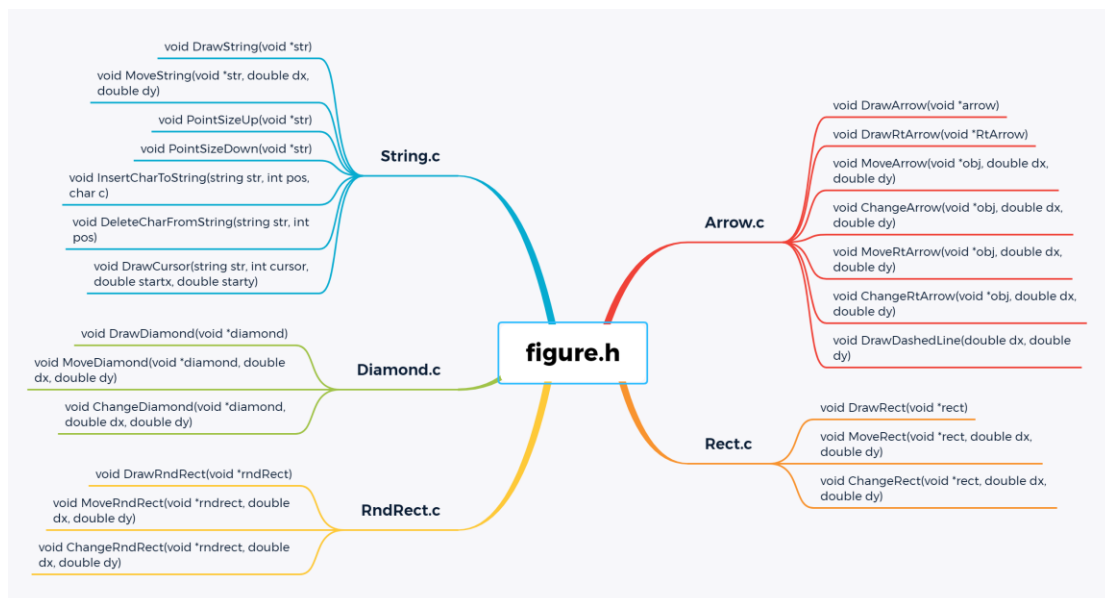 figure.h
String.c
void DrawString(void *str)
void MoveString(void *str, double dx,
double dy)
void PointSizeUp(void *str)
void PointSizeDown(void *str)
void InsertCharToString(string str, int pos,
char c)
void DeleteCharFromString(string str, int
pos)
void DrawCursor(string str, int cursor,
double startx, double starty)
Diamond.c
void DrawDiamond(void *diamond)
void MoveDiamond(void *diamond, double
dx, double dy)
void ChangeDiamond(void *diamond,
double dx, double dy)
RndRect.c
void DrawRndRect(void *rndRect)
void MoveRndRect(void *rndrect, double
dx, double dy)
void ChangeRndRect(void *rndrect, double
dx, double dy)
Arrow.c
void DrawArrow(void *arrow)
void DrawRtArrow(void *RtArrow)
void MoveArrow(void *obj, double dx,
double dy)
void ChangeArrow(void *obj, double dx,
double dy)
void MoveRtArrow(void *obj, double dx,
double dy)
void ChangeRtArrow(void *obj, double dx,
double dy)
void DrawDashedLine(double dx, double
dy)
Rect.c
void DrawRect(void *rect)
void MoveRect(void *rect, double dx,
double dy)
void ChangeRect(void *rect, double dx,
double dy)